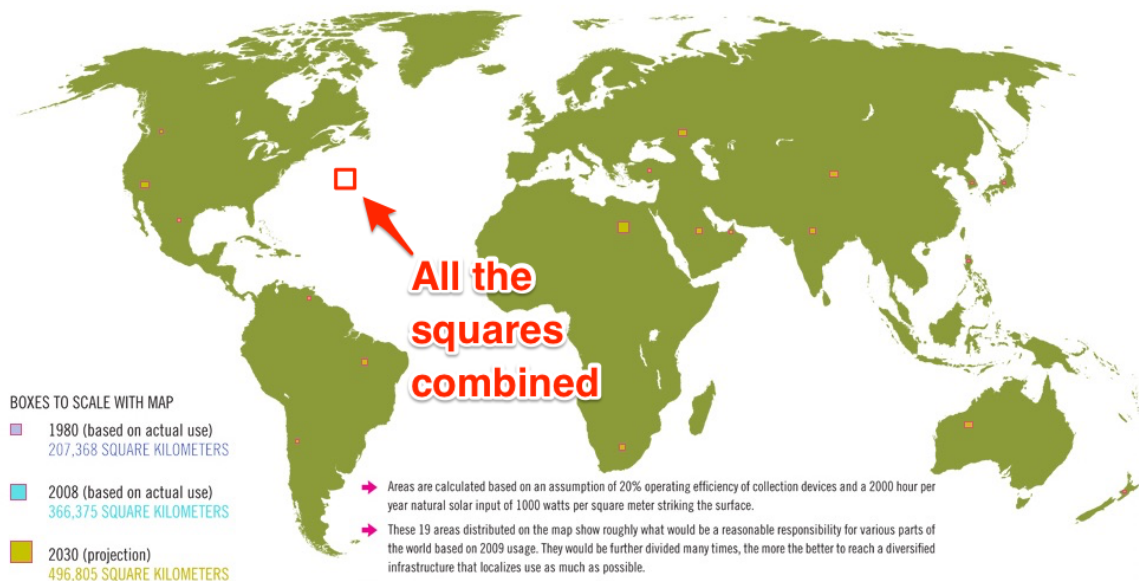 All the
squares
combined
BOXES TO SCALE WITH MAP
1980 (based on actual use)
207,368 SQUARE KILOMETERS
2008 (based on actual use)
366,375 SQUARE KILOMETERS
2030 (projection)
496,805 SQUARE KILOMETERS
Areas are calculated based on an assumption of 20% operating efficiency of collection devices and a 2000 hour per
year natural solar input of 1000 watts per square meter striking the surface.
These 19 areas distributed on the map show roughly what would be a reasonable responsibility for various parts of
the world based on 2009 usage. They would be further divided many times, the more the better to reach a diversified
infrastructure that localizes use as much as possible.